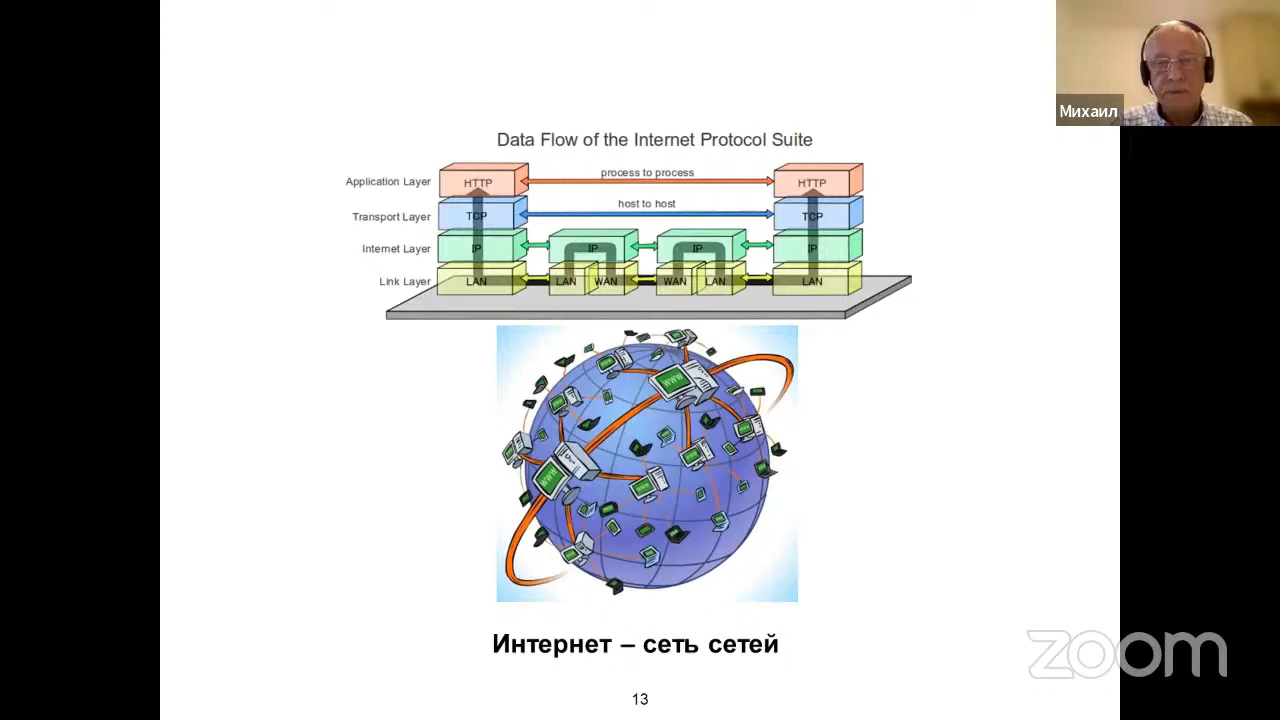 Михаил
Data Flow of the Internet Protocol Suite
Application Layer
HTTP
process to process
HTTP
Transport Layer
TCP
host to host
TCP
Internet Layer
IP
IP
IP
IP
Link Layer
LAN
LAN
WAN
WAN
LAN
LAN
WWW
WWW
Интернет – сеть сетей
zoom
13